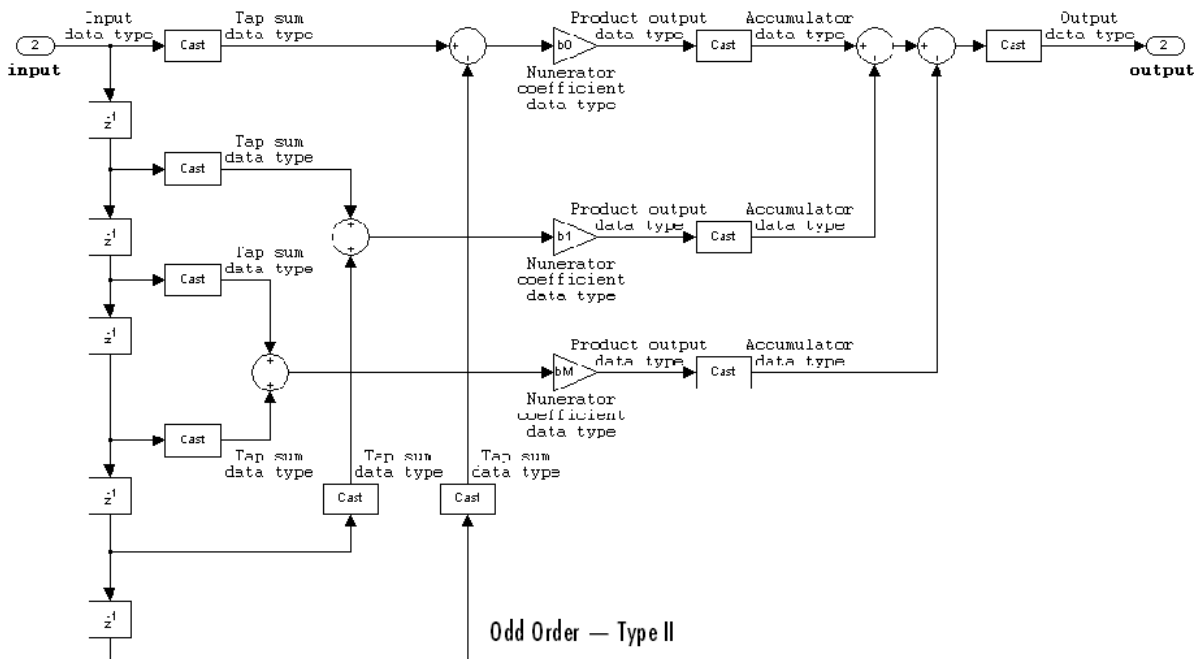 Input
data type
Tap sum
data type
Product output
data type
Accumulator
data type
Output
data type
2
input
Cast
+
+
b0
Cast
+
+
+
+
Cast
2
output
Nunerator
coefficient
data type
z-1
Tap sum
data type
Cast
Product output
data type
Accumulator
data type
z-1
+
+
b1
Cast
Tap sum
data type
Nunerator
coefficient
data type
Cast
z-1
Product output
data type
Accumulator
data type
+
+
bM
Cast
Nunerator
coefficient
data type
Cast
Tap sum
data type
Tap sum
data type
Tap sum
data type
z-1
Cast
Cast
z-1
Odd Order — Type II